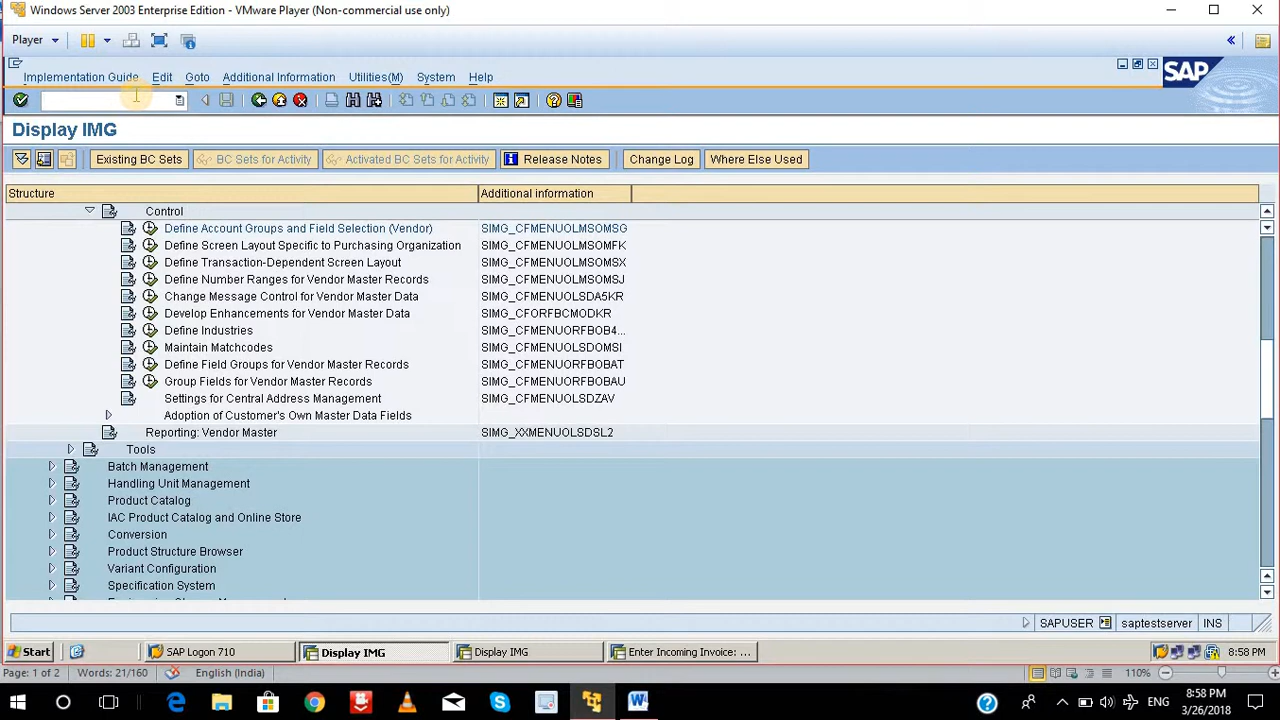 Windows Server 2003 Enterprise Edition - VMware Player (Non-commercial use only)
Player
Implementation Guide Edit Goto Additional Information Utilities(M) System Help
SAP
Display IMG
Existing BC Sets BC Sets for Activity Activated BC Sets for Activity Release Notes Change Log Where Else Used
Structure Additional information
Control
Define Account Groups and Field Selection (Vendor) SIMG_CFMENUOLMSOMSG
Define Screen Layout Specific to Purchasing Organization SIMG_CFMENUOLMSOMFK
Define Transaction-Dependent Screen Layout SIMG_CFMENUOLMSOMSX
Define Number Ranges for Vendor Master Records SIMG_CFMENUOLMSOMSJ
Change Message Control for Vendor Master Data SIMG_CFMENUOLSDA5KR
Develop Enhancements for Vendor Master Data SIMG_CFORFBCMODKR
Define Industries SIMG_CFMENUORFBOB4...
Maintain Matchcodes SIMG_CFMENUOLSDOMSI
Define Field Groups for Vendor Master Records SIMG_CFMENUORFBOBAT
Group Fields for Vendor Master Records SIMG_CFMENUORFBOBAU
Settings for Central Address Management SIMG_CFMENUOLSDZAV
Adoption of Customer's Own Master Data Fields
Reporting: Vendor Master SIMG_XXMENUOLSDSL2
Tools
Batch Management
Handling Unit Management
Product Catalog
IAC Product Catalog and Online Store
Conversion
Product Structure Browser
Variant Configuration
Specification System
SAPUSER saptestserver INS
Start SAP Logon 710 Display IMG Display IMG Enter Incoming Invoice: ... 8:58 PM
Page: 1 of 2 Words: 21/160 English (India) 110%
ENG 8:58 PM
3/26/2018